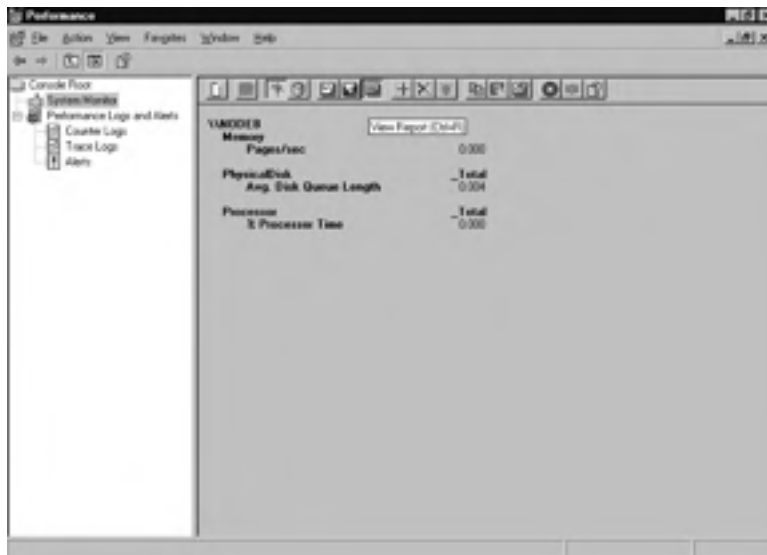 Performance
File Action View Favorites Window Help
Console Root
System Monitor
Performance Logs and Alerts
Counter Logs
Trace Logs
Alerts
\\NODEB
View Report (Ctrl+R)
Memory
Pages/sec 0.000
PhysicalDisk _Total
Avg. Disk Queue Length 0.004
Processor _Total
% Processor Time 0.000